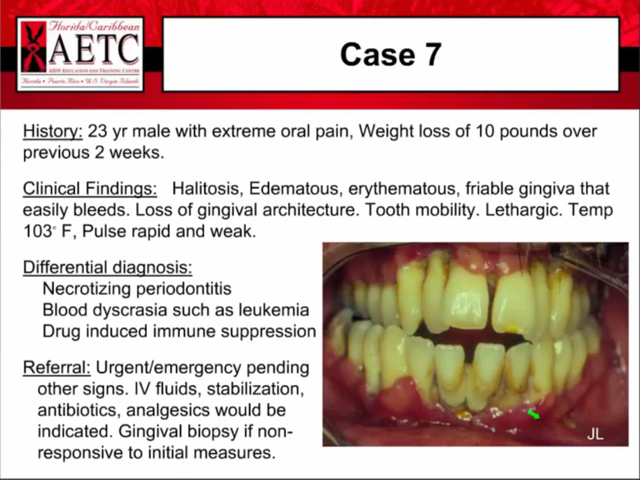 Florida/Caribbean
AETC
AIDS EDUCATION AND TRAINING CENTER
Florida • Puerto Rico • U.S. Virgin Islands
Case 7
History: 23 yr male with extreme oral pain, Weight loss of 10 pounds over
previous 2 weeks.
Clinical Findings: Halitosis, Edematous, erythematous, friable gingiva that
easily bleeds. Loss of gingival architecture. Tooth mobility. Lethargic. Temp
103° F, Pulse rapid and weak.
Differential diagnosis:
Necrotizing periodontitis
Blood dyscrasia such as leukemia
Drug induced immune suppression
Referral: Urgent/emergency pending
other signs. IV fluids, stabilization,
antibiotics, analgesics would be
indicated. Gingival biopsy if non-
responsive to initial measures.
JL